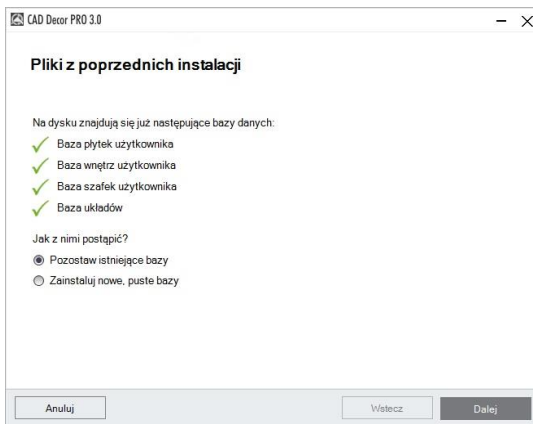 CAD Decor PRO 3.0
Pliki z poprzednich instalacji
Na dysku znajdują się już następujące bazy danych:
Baza płytek użytkownika
Baza wnętrz użytkownika
Baza szafek użytkownika
Baza układów
Jak z nimi postąpić?
Pozostaw istniejące bazy
Zainstaluj nowe, puste bazy
Anuluj
Wstecz
Dalej